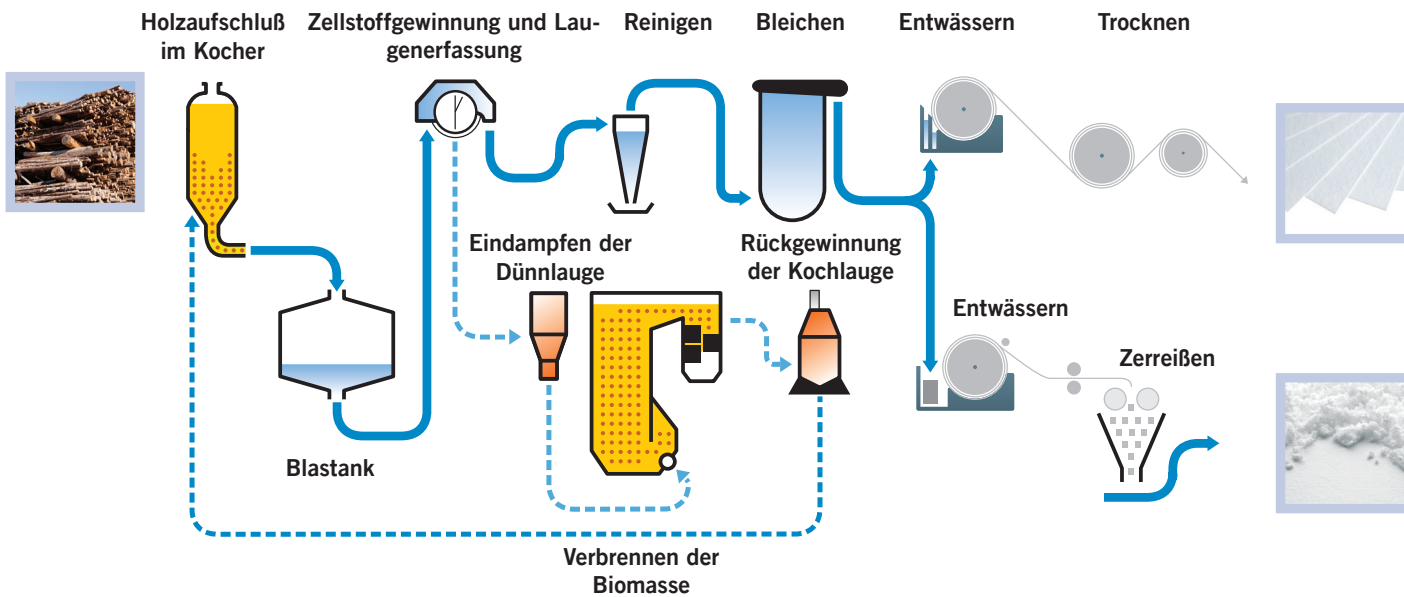 Holzaufschluß
im Kocher
Zellstoffgewinnung und Lau-
generfassung
Reinigen
Bleichen
Entwässern
Trocknen
Eindampfen der
Dünnlauge
Rückgewinnung
der Kochlauge
Entwässern
Zerreißen
Blastank
Verbrennen der
Biomasse